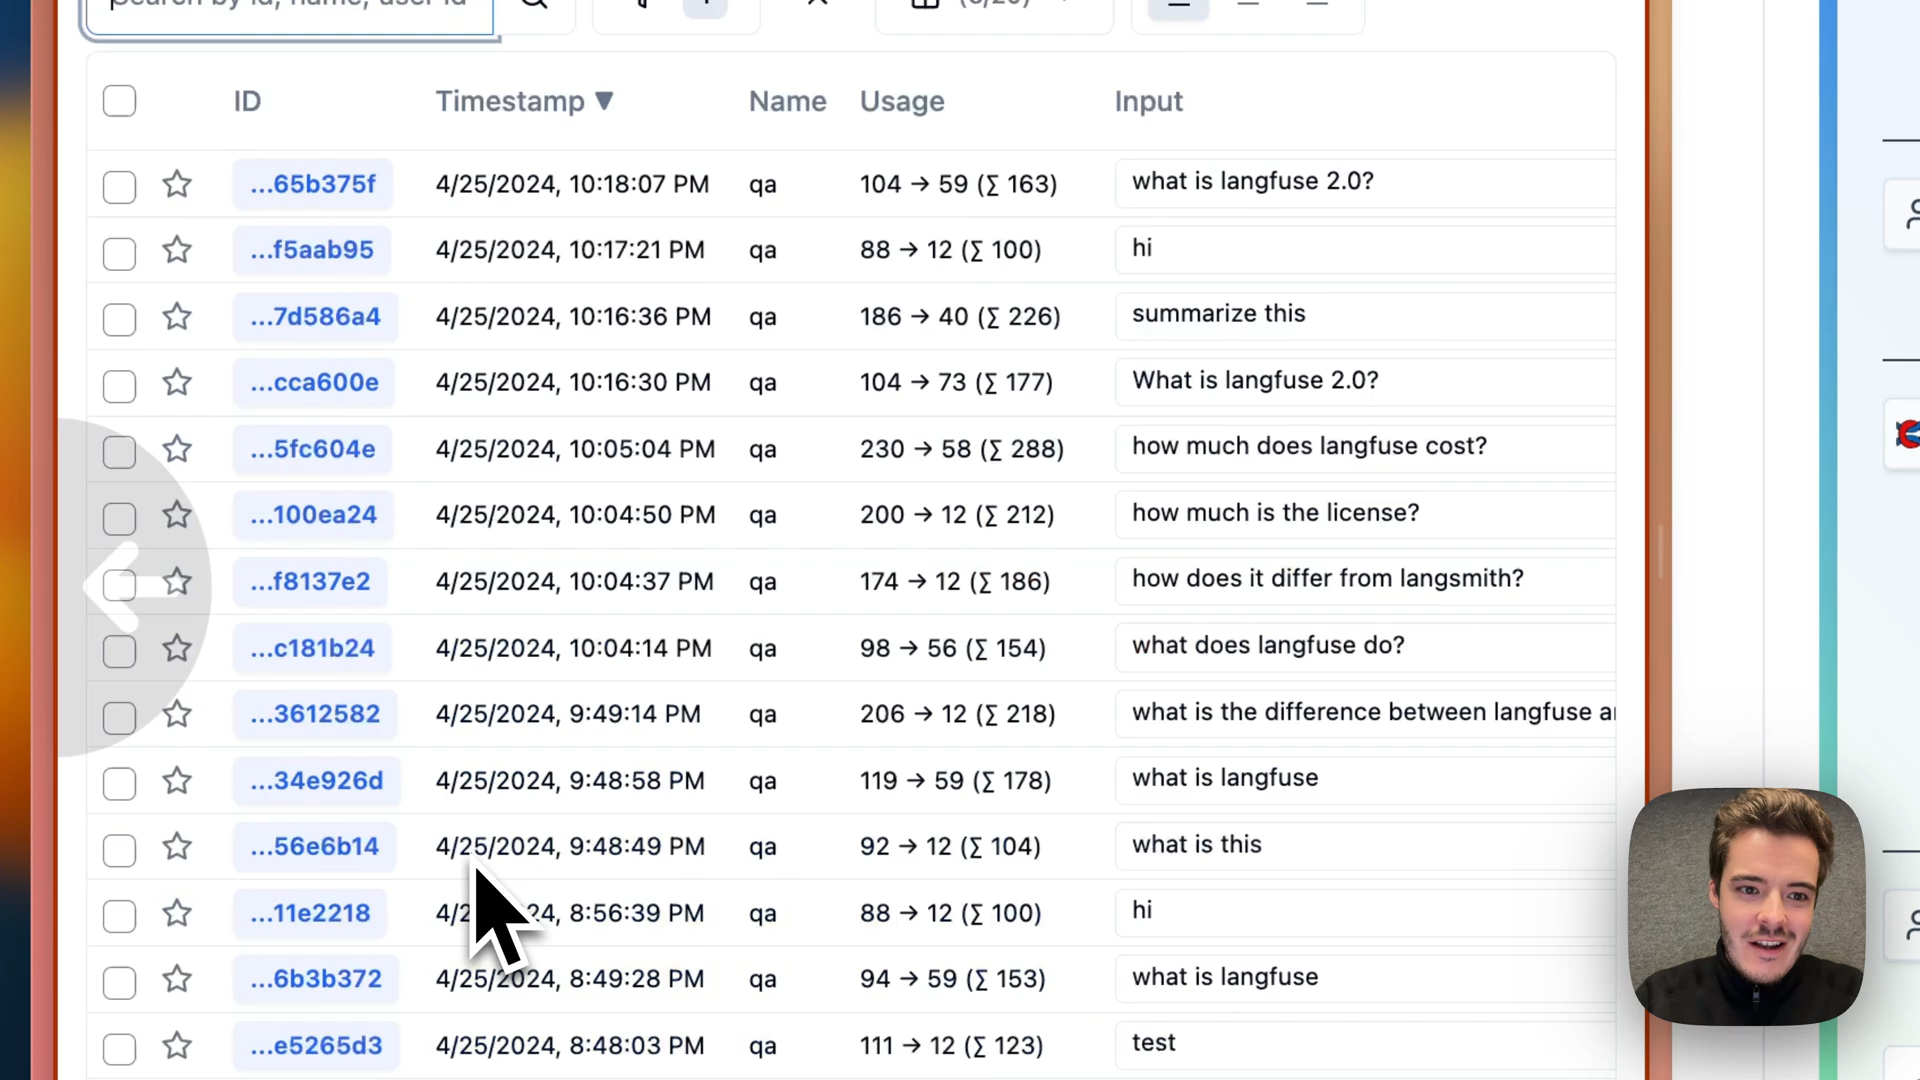 Search by id, name, user id
ID Timestamp ▼ Name Usage Input
...65b375f 4/25/2024, 10:18:07 PM qa 104 → 59 (∑ 163) what is langfuse 2.0?
...f5aab95 4/25/2024, 10:17:21 PM qa 88 → 12 (∑ 100) hi
...7d586a4 4/25/2024, 10:16:36 PM qa 186 → 40 (∑ 226) summarize this
...cca600e 4/25/2024, 10:16:30 PM qa 104 → 73 (∑ 177) What is langfuse 2.0?
...5fc604e 4/25/2024, 10:05:04 PM qa 230 → 58 (∑ 288) how much does langfuse cost?
...100ea24 4/25/2024, 10:04:50 PM qa 200 → 12 (∑ 212) how much is the license?
...f8137e2 4/25/2024, 10:04:37 PM qa 174 → 12 (∑ 186) how does it differ from langsmith?
...c181b24 4/25/2024, 10:04:14 PM qa 98 → 56 (∑ 154) what does langfuse do?
...3612582 4/25/2024, 9:49:14 PM qa 206 → 12 (∑ 218) what is the difference between langfuse
...34e926d 4/25/2024, 9:48:58 PM qa 119 → 59 (∑ 178) what is langfuse
...56e6b14 4/25/2024, 9:48:49 PM qa 92 → 12 (∑ 104) what is this
...11e2218 8:56:39 PM qa 88 → 12 (∑ 100) hi
...6b3b372 4/25/2024, 8:49:28 PM qa 94 → 59 (∑ 153) what is langfuse
...e5265d3 4/25/2024, 8:48:03 PM qa 111 → 12 (∑ 123) test